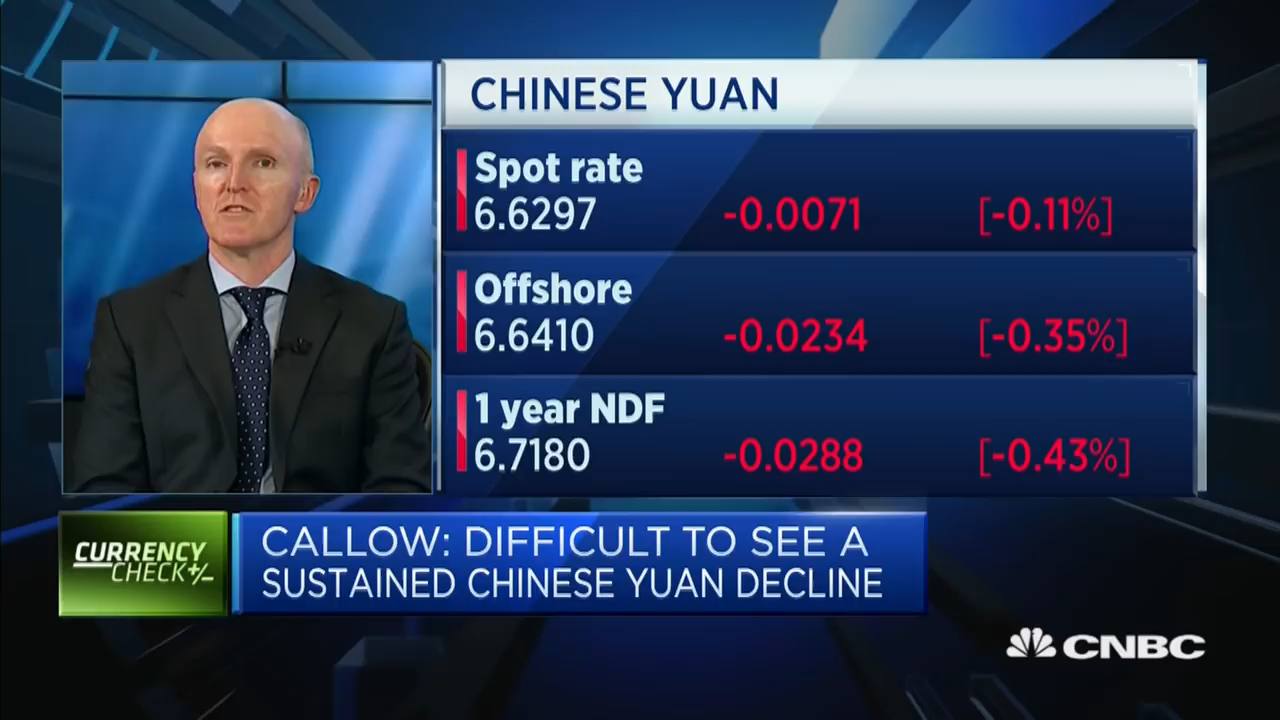 CHINESE YUAN
Spot rate
6.6297 -0.0071 [-0.11%]
Offshore
6.6410 -0.0234 [-0.35%]
1 year NDF
6.7180 -0.0288 [-0.43%]
CURRENCY
CHECK+/-
CALLOW: DIFFICULT TO SEE A
SUSTAINED CHINESE YUAN DECLINE
CNBC